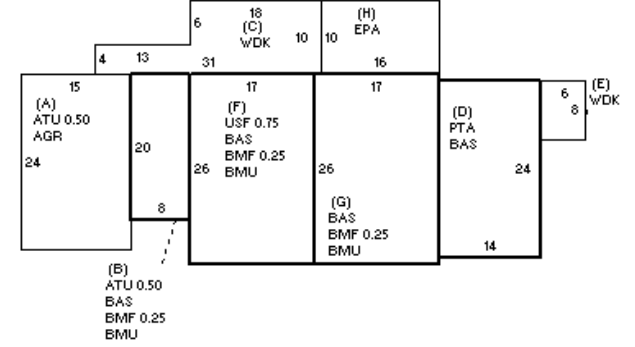 18
6
(C)
WDK
10
10
(H)
EPA
4
13
31
16
15
(A)
ATU 0.50
AGR
24
20
8
17
(F)
USF 0.75
BAS
BMF 0.25
BMU
26
17
26
(G)
BAS
BMF 0.25
BMU
(D)
PTA
BAS
24
14
6
8
(E)
WDK
(B)
ATU 0.50
BAS
BMF 0.25
BMU